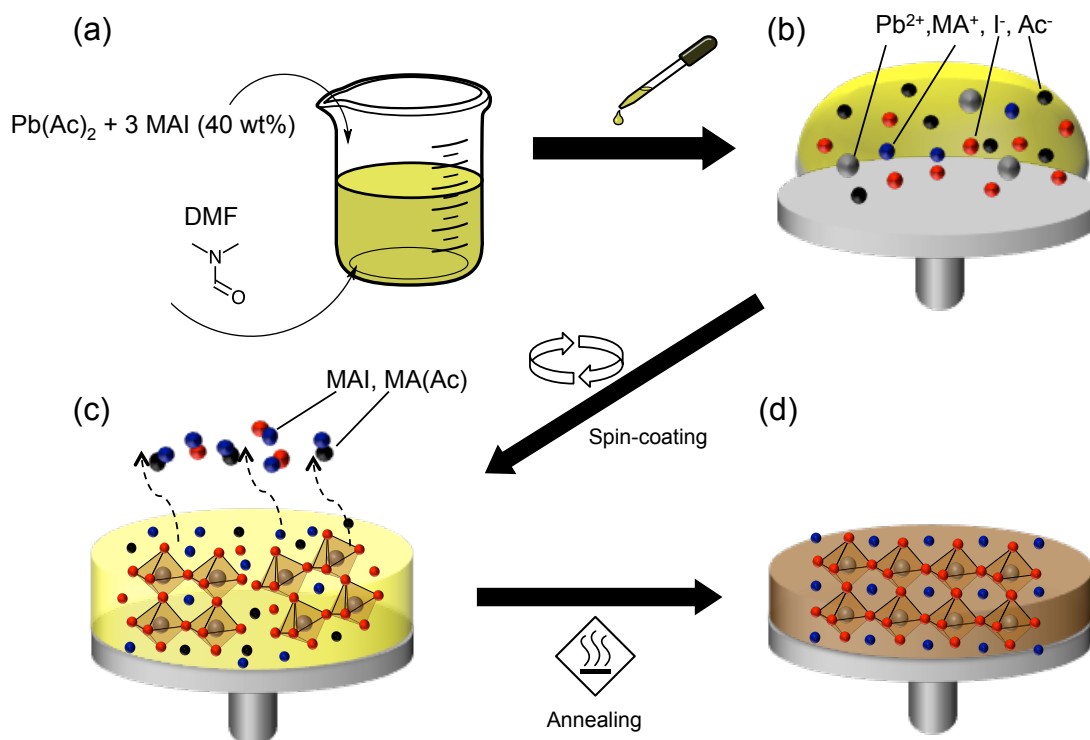 (a)
Pb(Ac)₂ + 3 MAI (40 wt%)
DMF
N
O
(b)
Pb²⁺,MA⁺, I⁻, Ac⁻
Spin-coating
(c)
MAI, MA(Ac)
Annealing
(d)